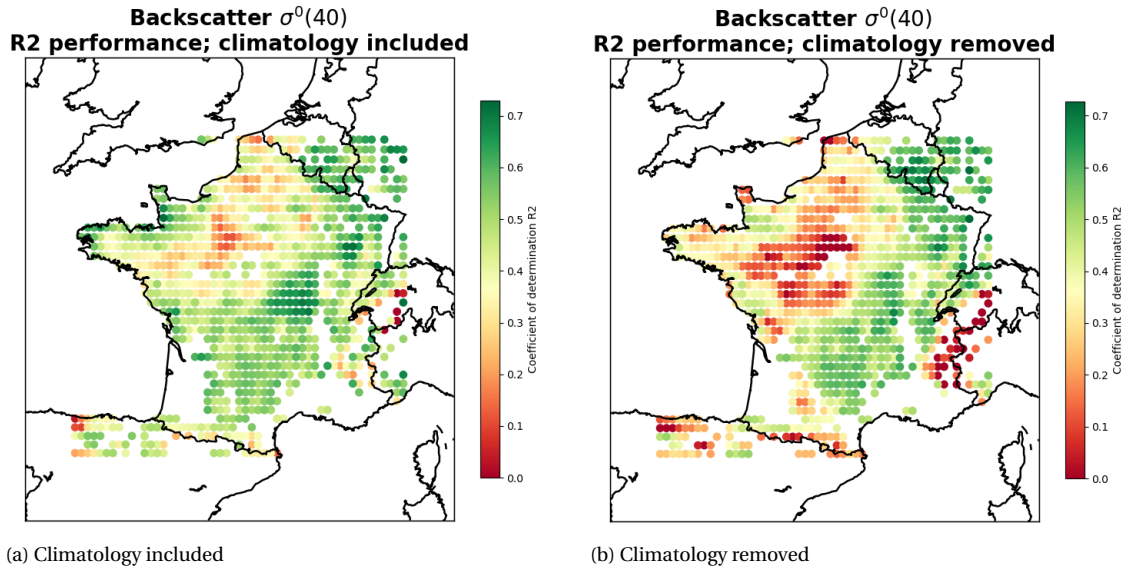 Backscatter σ⁰(40)
R2 performance; climatology included
0.7
0.6
0.5
0.4
0.3
0.2
0.1
0.0
Coefficient of determination R2
(a) Climatology included
Backscatter σ⁰(40)
R2 performance; climatology removed
0.7
0.6
0.5
0.4
0.3
0.2
0.1
0.0
Coefficient of determination R2
(b) Climatology removed